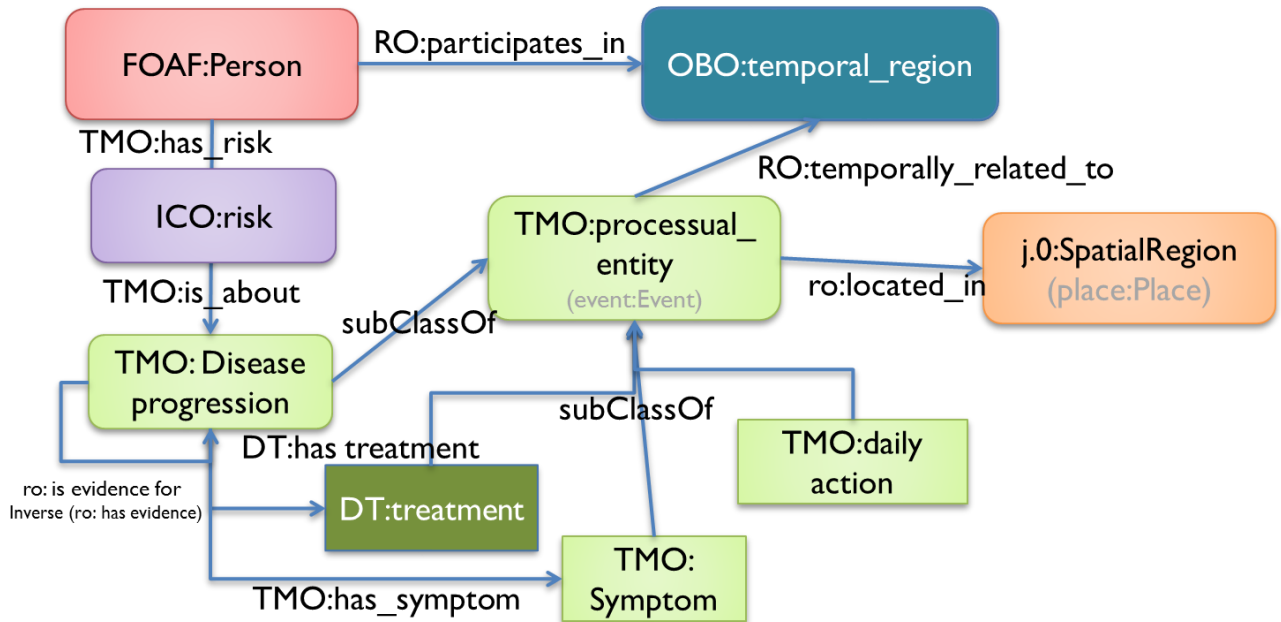 FOAF:Person
RO:participates_in
OBO:temporal_region
TMO:has_risk
RO:temporally_related_to
ICO:risk
TMO:processual_
entity
(event:Event)
j.0:SpatialRegion
(place:Place)
TMO:is_about
ro:located_in
subClassOf
TMO: Disease
progression
subClassOf
DT:has treatment
TMO:daily
action
ro: is evidence for
Inverse (ro: has evidence)
DT:treatment
TMO:
Symptom
TMO:has_symptom